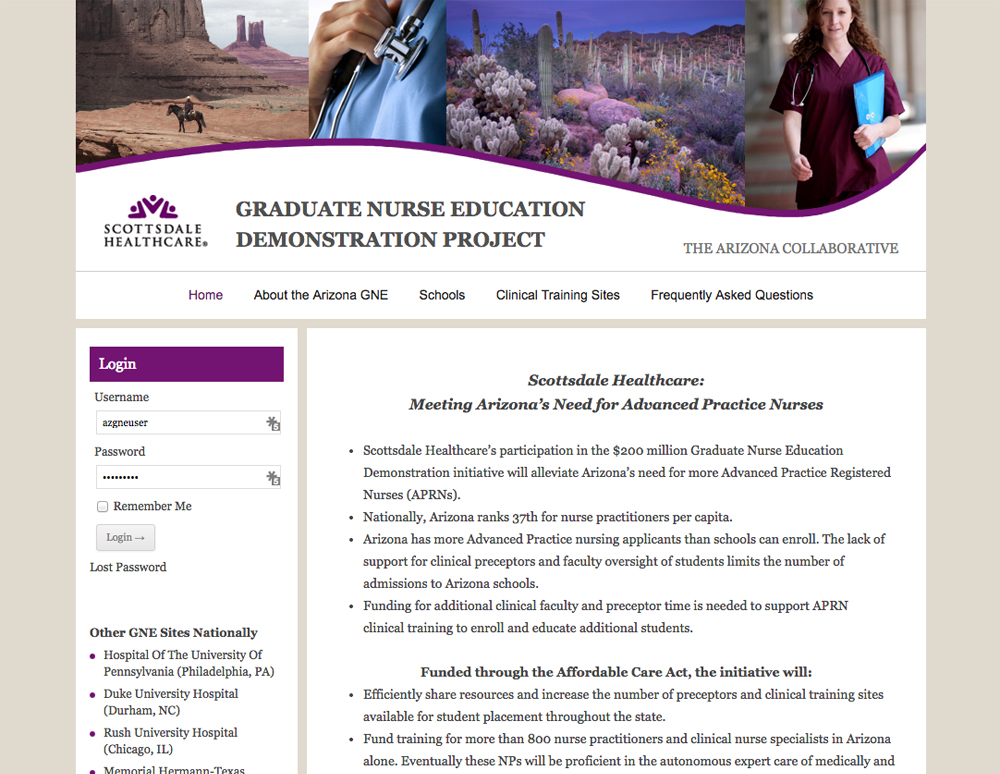 SCOTTSDALE
HEALTHCARE®
GRADUATE NURSE EDUCATION
DEMONSTRATION PROJECT
THE ARIZONA COLLABORATIVE
Home About the Arizona GNE Schools Clinical Training Sites Frequently Asked Questions
Login
Username
azgneuser
Password
•••••••••
Remember Me
Login →
Lost Password
Other GNE Sites Nationally
• Hospital Of The University Of
Pennsylvania (Philadelphia, PA)
• Duke University Hospital
(Durham, NC)
• Rush University Hospital
(Chicago, IL)
• Memorial Hermann-Texas
Scottsdale Healthcare:
Meeting Arizona’s Need for Advanced Practice Nurses
• Scottsdale Healthcare’s participation in the $200 million Graduate Nurse Education
Demonstration initiative will alleviate Arizona’s need for more Advanced Practice Registered
Nurses (APRNs).
• Nationally, Arizona ranks 37th for nurse practitioners per capita.
• Arizona has more Advanced Practice nursing applicants than schools can enroll. The lack of
support for clinical preceptors and faculty oversight of students limits the number of
admissions to Arizona schools.
• Funding for additional clinical faculty and preceptor time is needed to support APRN
clinical training to enroll and educate additional students.
Funded through the Affordable Care Act, the initiative will:
• Efficiently share resources and increase the number of preceptors and clinical training sites
available for student placement throughout the state.
• Fund training for more than 800 nurse practitioners and clinical nurse specialists in Arizona
alone. Eventually these NPs will be proficient in the autonomous expert care of medically and